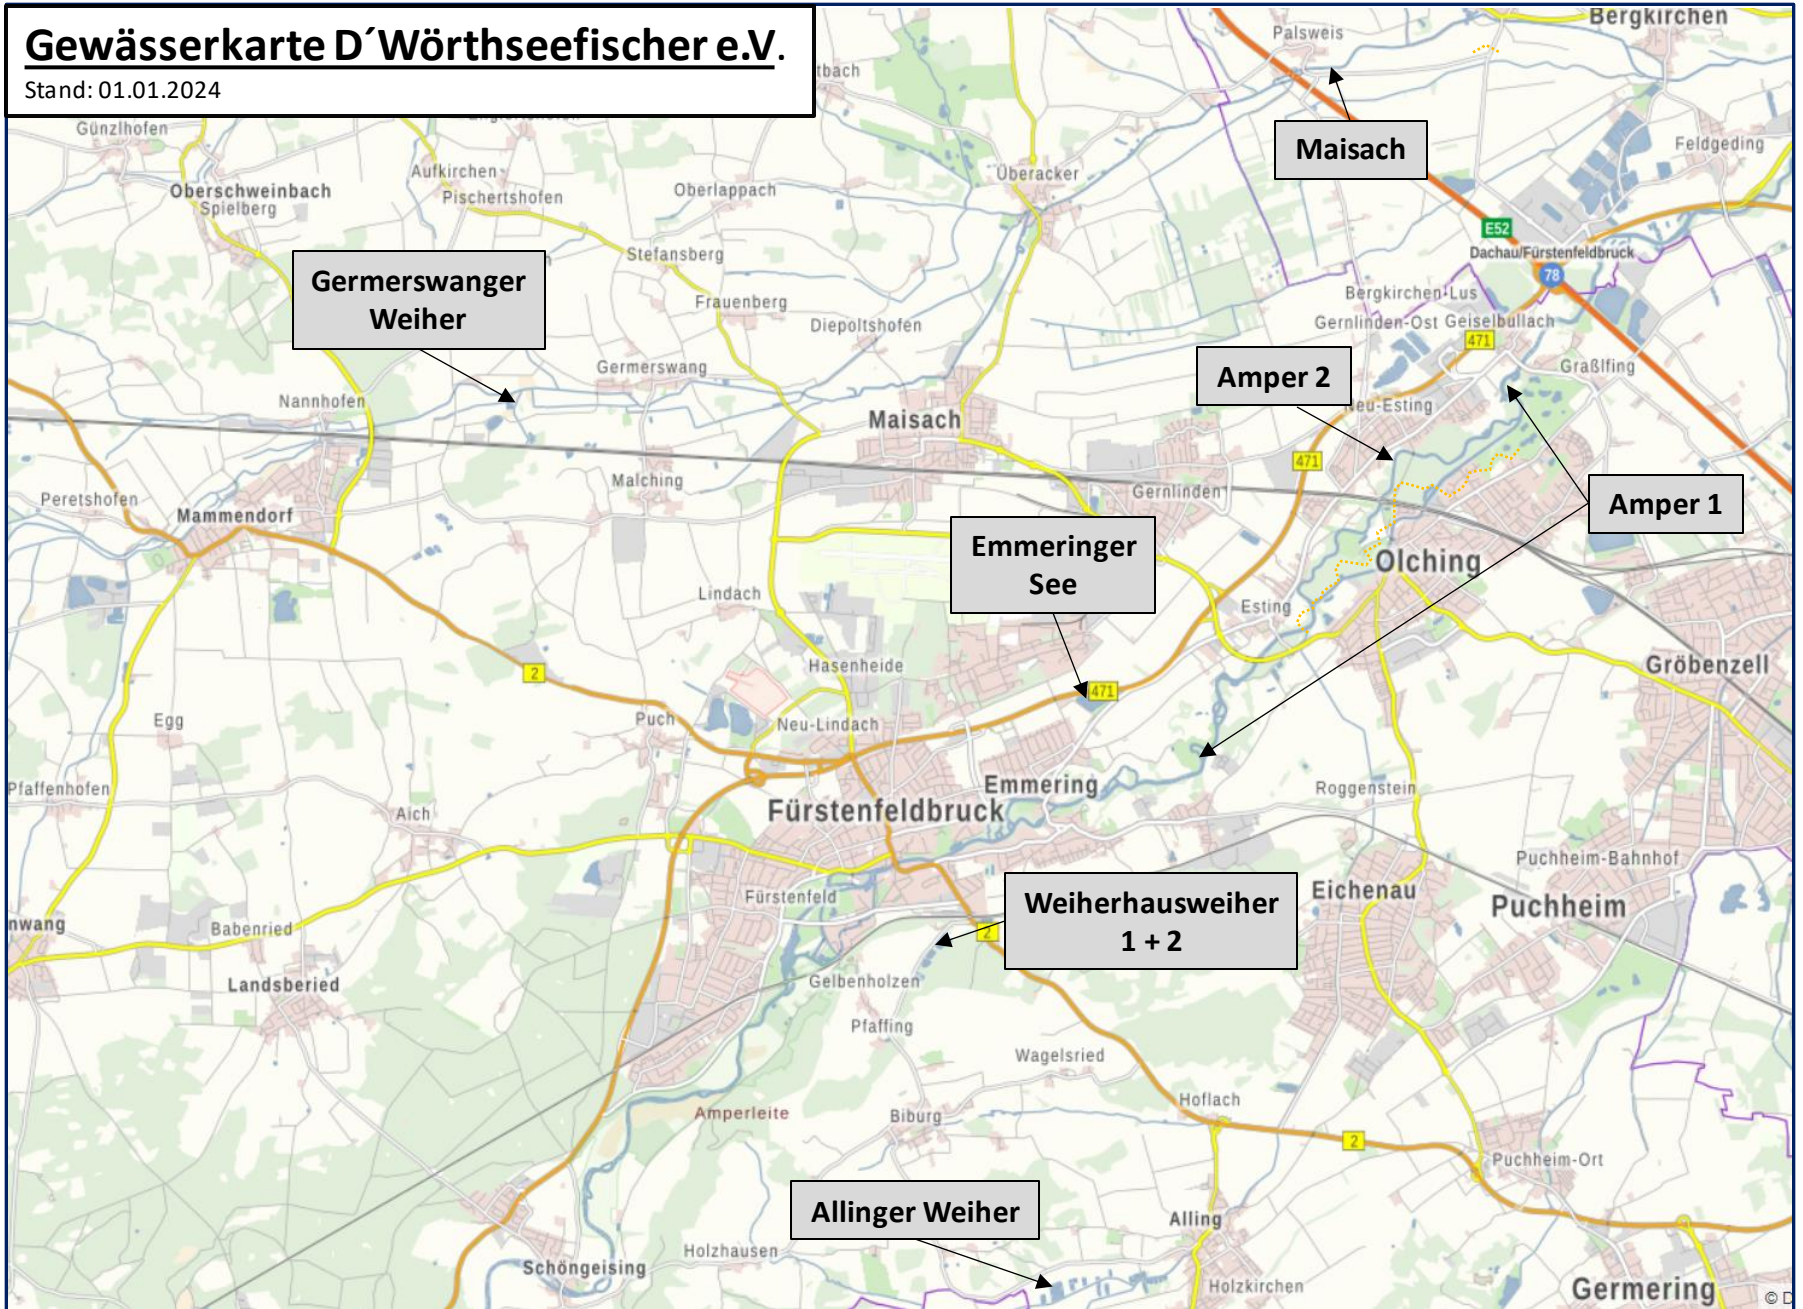 Gewässerkarte D´Wörthseefischer e.V.
Stand: 01.01.2024
Bergkirchen
Palsweis
Maisach
Günzlhofen
Feldgeding
Aufkirchen
Überacker
Oberschweinbach
Spielberg
Pischertshofen
Oberlappach
E52
Stefansberg
Dachau/Fürstenfeldbruck
78
Germerswanger
Weiher
Frauenberg
Bergkirchen-Lus
Diepoltshofen
Gernlinden-Ost
Geiselbullach
471
Germerswang
Graßlfing
Amper 2
Nannhofen
Neu-Esting
Maisach
471
Malching
Gernlinden
Peretshofen
Amper 1
Mammendorf
Emmeringer
See
Olching
Lindach
Esting
Hasenheide
Gröbenzell
2
471
Egg
Puch
Neu-Lindach
Pfaffenhofen
Emmering
Roggenstein
Aich
Fürstenfeldbruck
Puchheim-Bahnhof
Fürstenfeld
Eichenau
Weiherhausweiher
1 + 2
Puchheim
nwang
Babenried
2
Landsberied
Gelbenholzen
Pfaffing
Wagelsried
Hoflach
Amperleite
Biburg
2
Puchheim-Ort
Allinger Weiher
Alling
Holzhausen
Schöngeising
Holzkirchen
Germering
© D